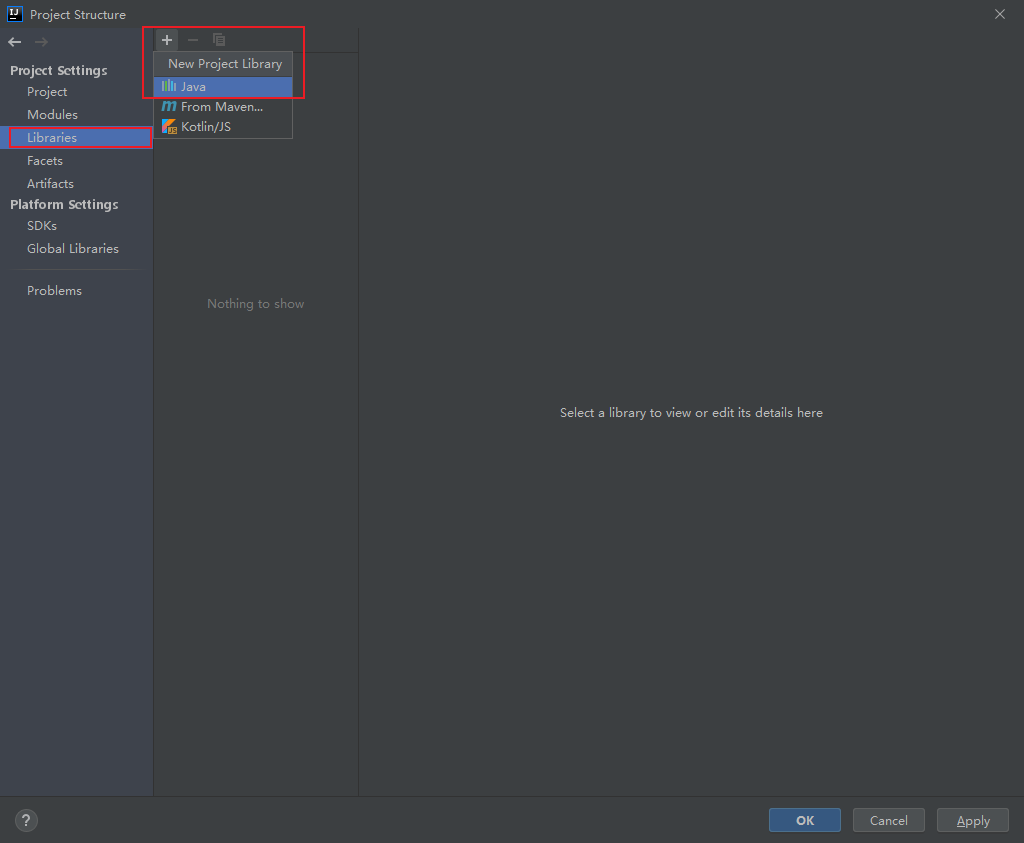 Project Structure
Project Settings
Project
Modules
Libraries
Facets
Artifacts
Platform Settings
SDKs
Global Libraries
Problems
New Project Library
Java
From Maven...
Kotlin/JS
Nothing to show
Select a library to view or edit its details here
?
OK
Cancel
Apply